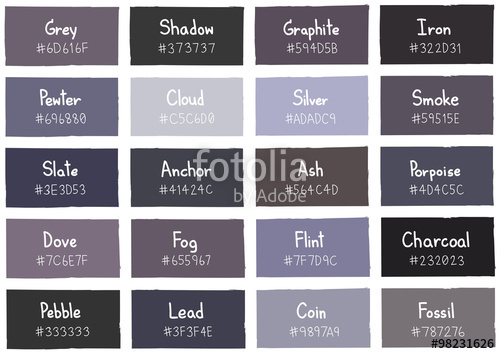 Grey
#6D616F
Shadow
#373737
Graphite
#594D5B
Iron
#322D31
Pewter
#696880
Cloud
#C5C6D0
Silver
#ADADC9
Smoke
#59515E
Slate
#3E3D53
Anchor
#41424C
Ash
#564C4D
Porpoise
#4D4C5C
fotolia
by Adobe
Dove
#7C6E7F
Fog
#655967
Flint
#7F7D9C
Charcoal
#232023
Pebble
#333333
Lead
#3F3F4E
Coin
#9897A9
Fossil
#787276
#98231626